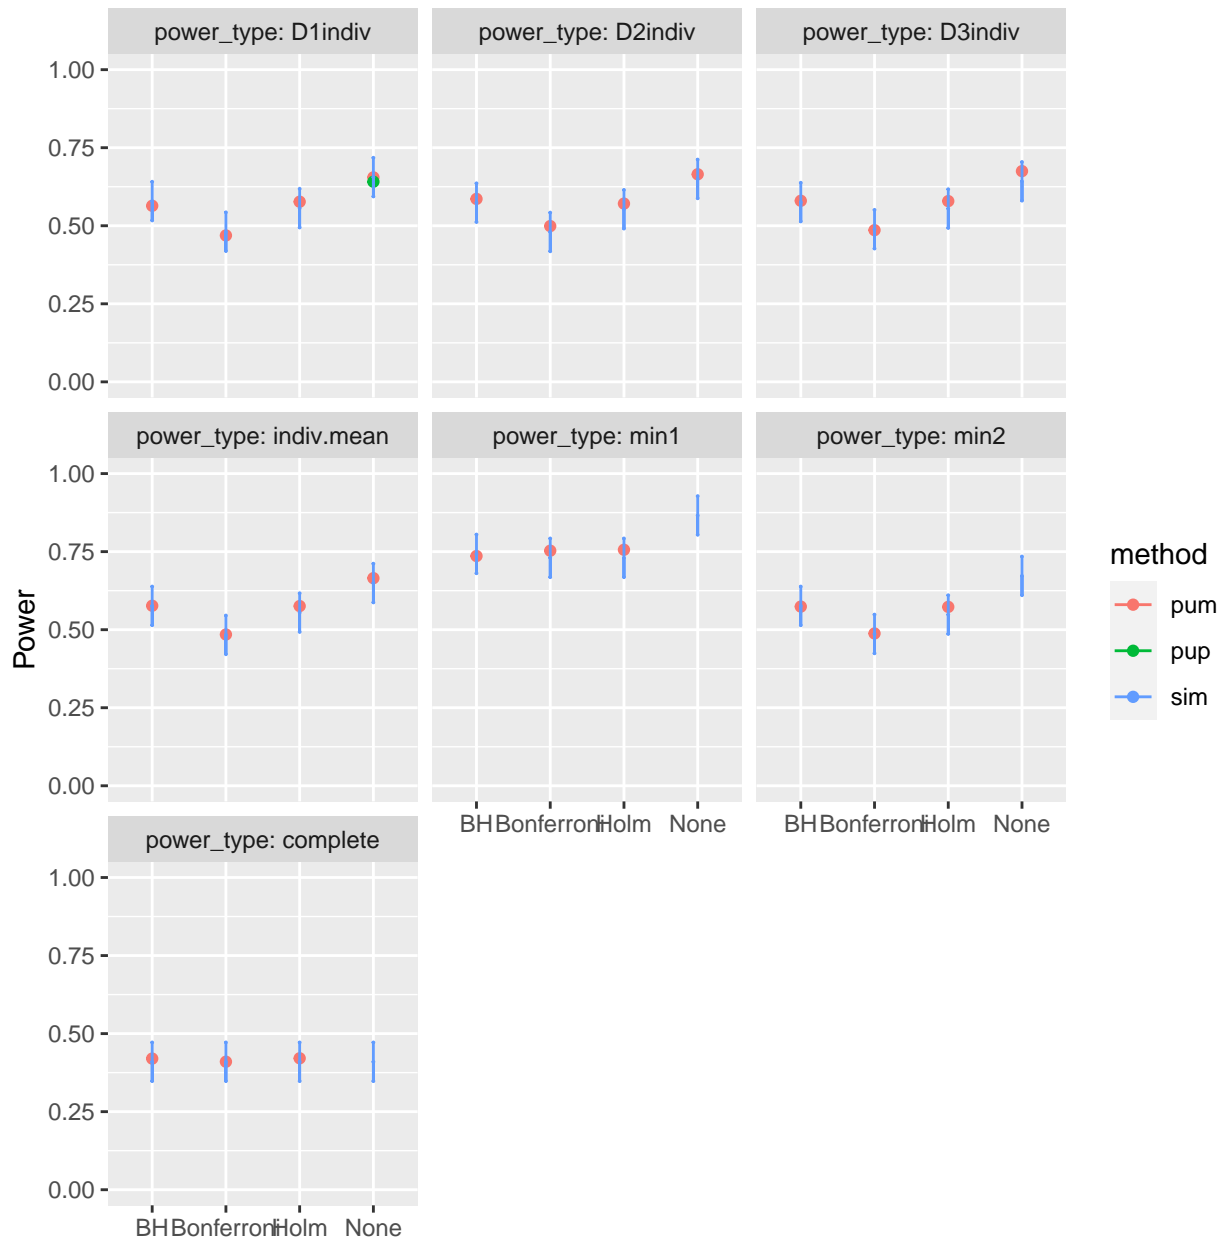 power_type: D1indiv
power_type: D2indiv
power_type: D3indiv
1.00
0.75
0.50
0.25
0.00
power_type: indiv.mean
power_type: min1
power_type: min2
1.00
0.75
0.50
0.25
0.00
Power
method
pum
pup
sim
BH Bonferroni Holm None
BH Bonferroni Holm None
power_type: complete
1.00
0.75
0.50
0.25
0.00
BH Bonferroni Holm None